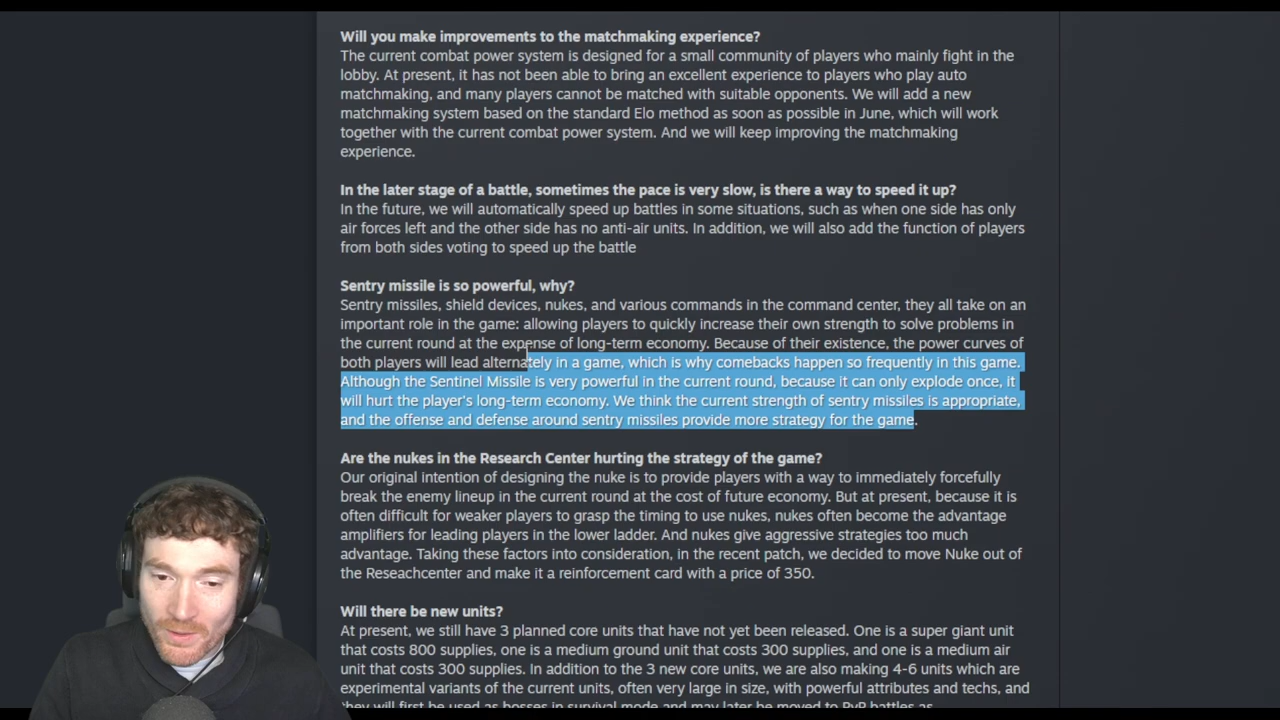 Will you make improvements to the matchmaking experience?
The current combat power system is designed for a small community of players who mainly fight in the
lobby. At present, it has not been able to bring an excellent experience to players who play auto
matchmaking, and many players cannot be matched with suitable opponents. We will add a new
matchmaking system based on the standard Elo method as soon as possible in June, which will work
together with the current combat power system. And we will keep improving the matchmaking
experience.
In the later stage of a battle, sometimes the pace is very slow, is there a way to speed it up?
In the future, we will automatically speed up battles in some situations, such as when one side has only
air forces left and the other side has no anti-air units. In addition, we will also add the function of players
from both sides voting to speed up the battle
Sentry missile is so powerful, why?
Sentry missiles, shield devices, nukes, and various commands in the command center, they all take on an
important role in the game: allowing players to quickly increase their own strength to solve problems in
the current round at the expense of long-term economy. Because of their existence, the power curves of
both players will lead alternately in a game, which is why comebacks happen so frequently in this game.
Although the Sentinel Missile is very powerful in the current round, because it can only explode once, it
will hurt the player's long-term economy. We think the current strength of sentry missiles is appropriate,
and the offense and defense around sentry missiles provide more strategy for the game.
Are the nukes in the Research Center hurting the strategy of the game?
Our original intention of designing the nuke is to provide players with a way to immediately forcefully
break the enemy lineup in the current round at the cost of future economy. But at present, because it is
often difficult for weaker players to grasp the timing to use nukes, nukes often become the advantage
amplifiers for leading players in the lower ladder. And nukes give aggressive strategies too much
advantage. Taking these factors into consideration, in the recent patch, we decided to move Nuke out of
the Reseachcenter and make it a reinforcement card with a price of 350.
Will there be new units?
At present, we still have 3 planned core units that have not yet been released. One is a super giant unit
that costs 800 supplies, one is a medium ground unit that costs 300 supplies, and one is a medium air
unit that costs 300 supplies. In addition to the 3 new core units, we are also making 4-6 units which are
experimental variants of the current units, often very large in size, with powerful attributes and techs, and
they will first be used as bosses in survival mode and may later be moved to PvP battles as